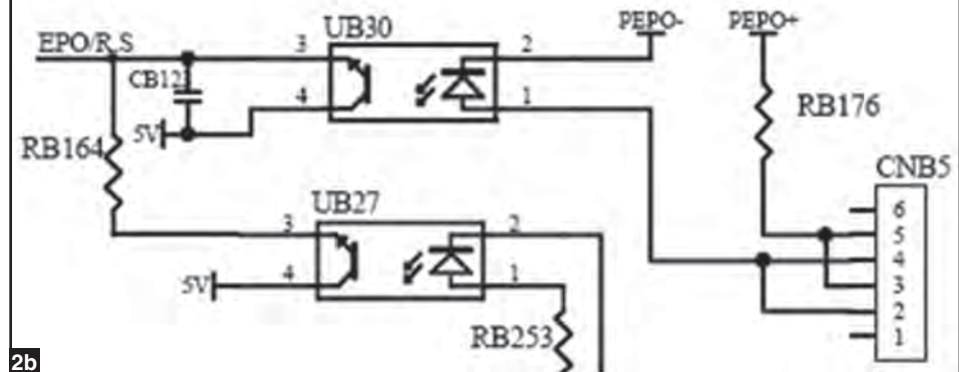 PEPO- PEPO+
UB30
EPO/R,S 3 2
CB12
RB176
4 1
5V
RB164
CNB5
UB27
6
3 2 5
4
5V 4 1 3
2
RB253 1
2b